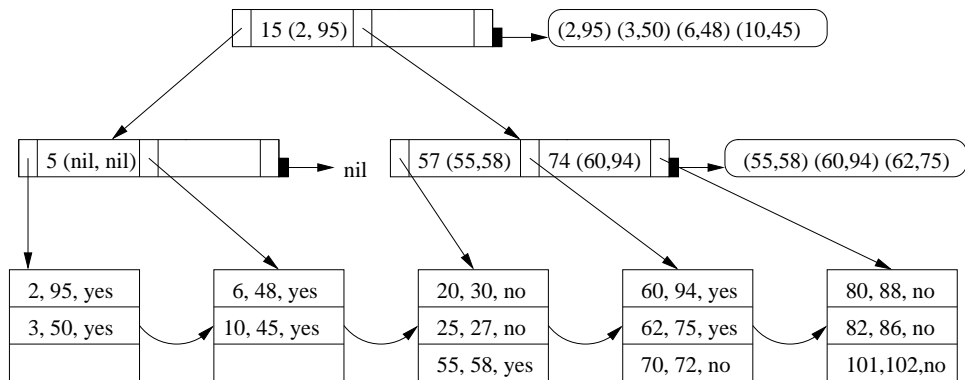 15 (2, 95)
(2,95) (3,50) (6,48) (10,45)
5 (nil, nil)
nil
57 (55,58)
74 (60,94)
(55,58) (60,94) (62,75)
2, 95, yes
3, 50, yes
6, 48, yes
10, 45, yes
20, 30, no
25, 27, no
55, 58, yes
60, 94, yes
62, 75, yes
70, 72, no
80, 88, no
82, 86, no
101,102,no